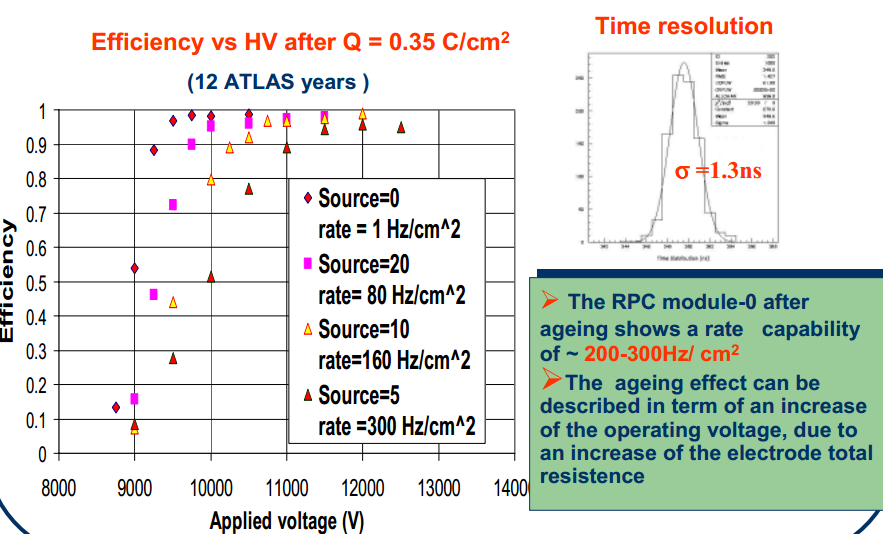 Efficiency vs HV after Q = 0.35 C/cm²
(12 ATLAS years )
Time resolution
1
0.9
0.8
0.7
0.6
0.5
0.4
0.3
0.2
0.1
0
Efficiency
8000 9000 10000 11000 12000 13000 1400
Applied voltage (V)
Source=0
rate = 1 Hz/cm^2
Source=20
rate= 80 Hz/cm^2
Source=10
rate=160 Hz/cm^2
Source=5
rate =300 Hz/cm^2
σ =1.3ns
Time distribution (ns)
The RPC module-0 after
ageing shows a rate capability
of ~ 200-300Hz/ cm²
The ageing effect can be
described in term of an increase
of the operating voltage, due to
an increase of the electrode total
resistence